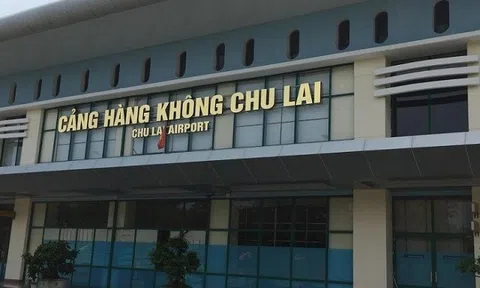 CẢNG HÀNG KHÔNG CHU LAI
CHU LAI AIRPORT